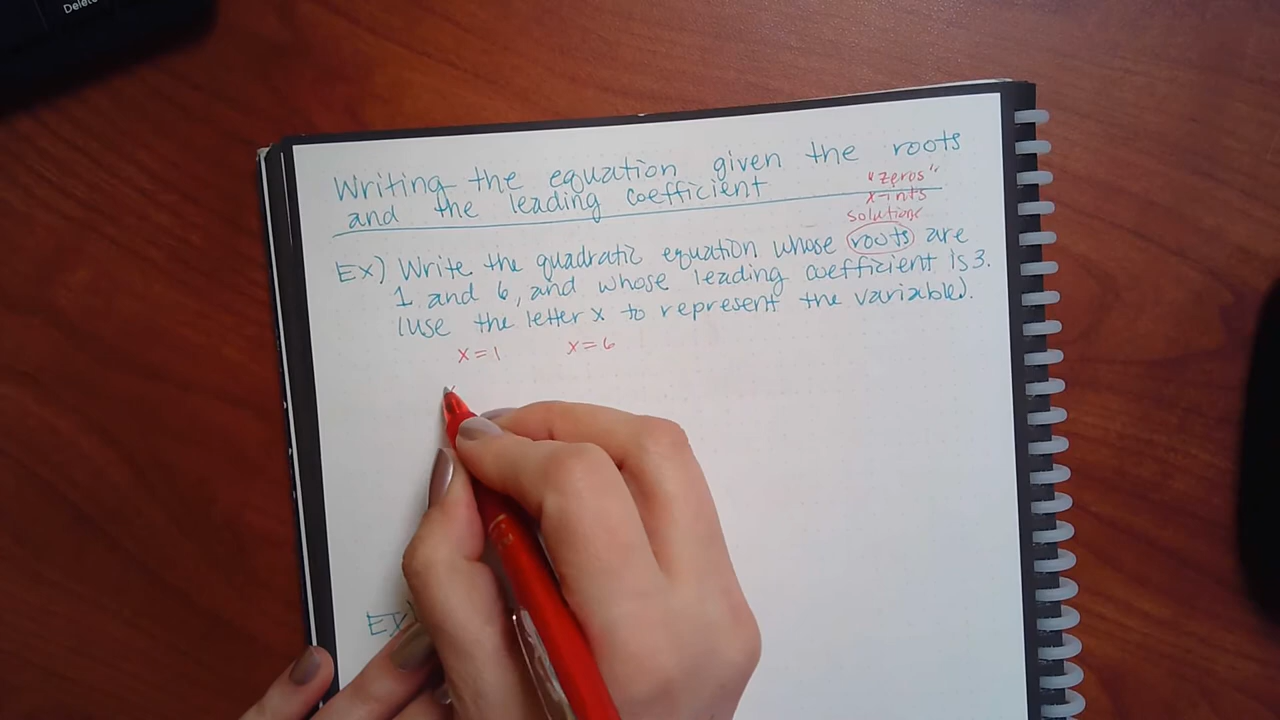 Delete
Writing the equation given the roots
and the leading coefficient
"zeros"
x-ints
solutions
Ex) Write the quadratic equation whose roots are
1 and 6, and whose leading coefficient is 3.
(use the letter x to represent the variable).
x=1 x=6
x
Ex)